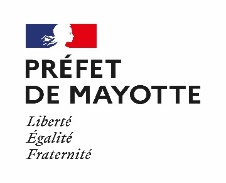 PRÉFET
DE MAYOTTE
Liberté
Égalité
Fraternité